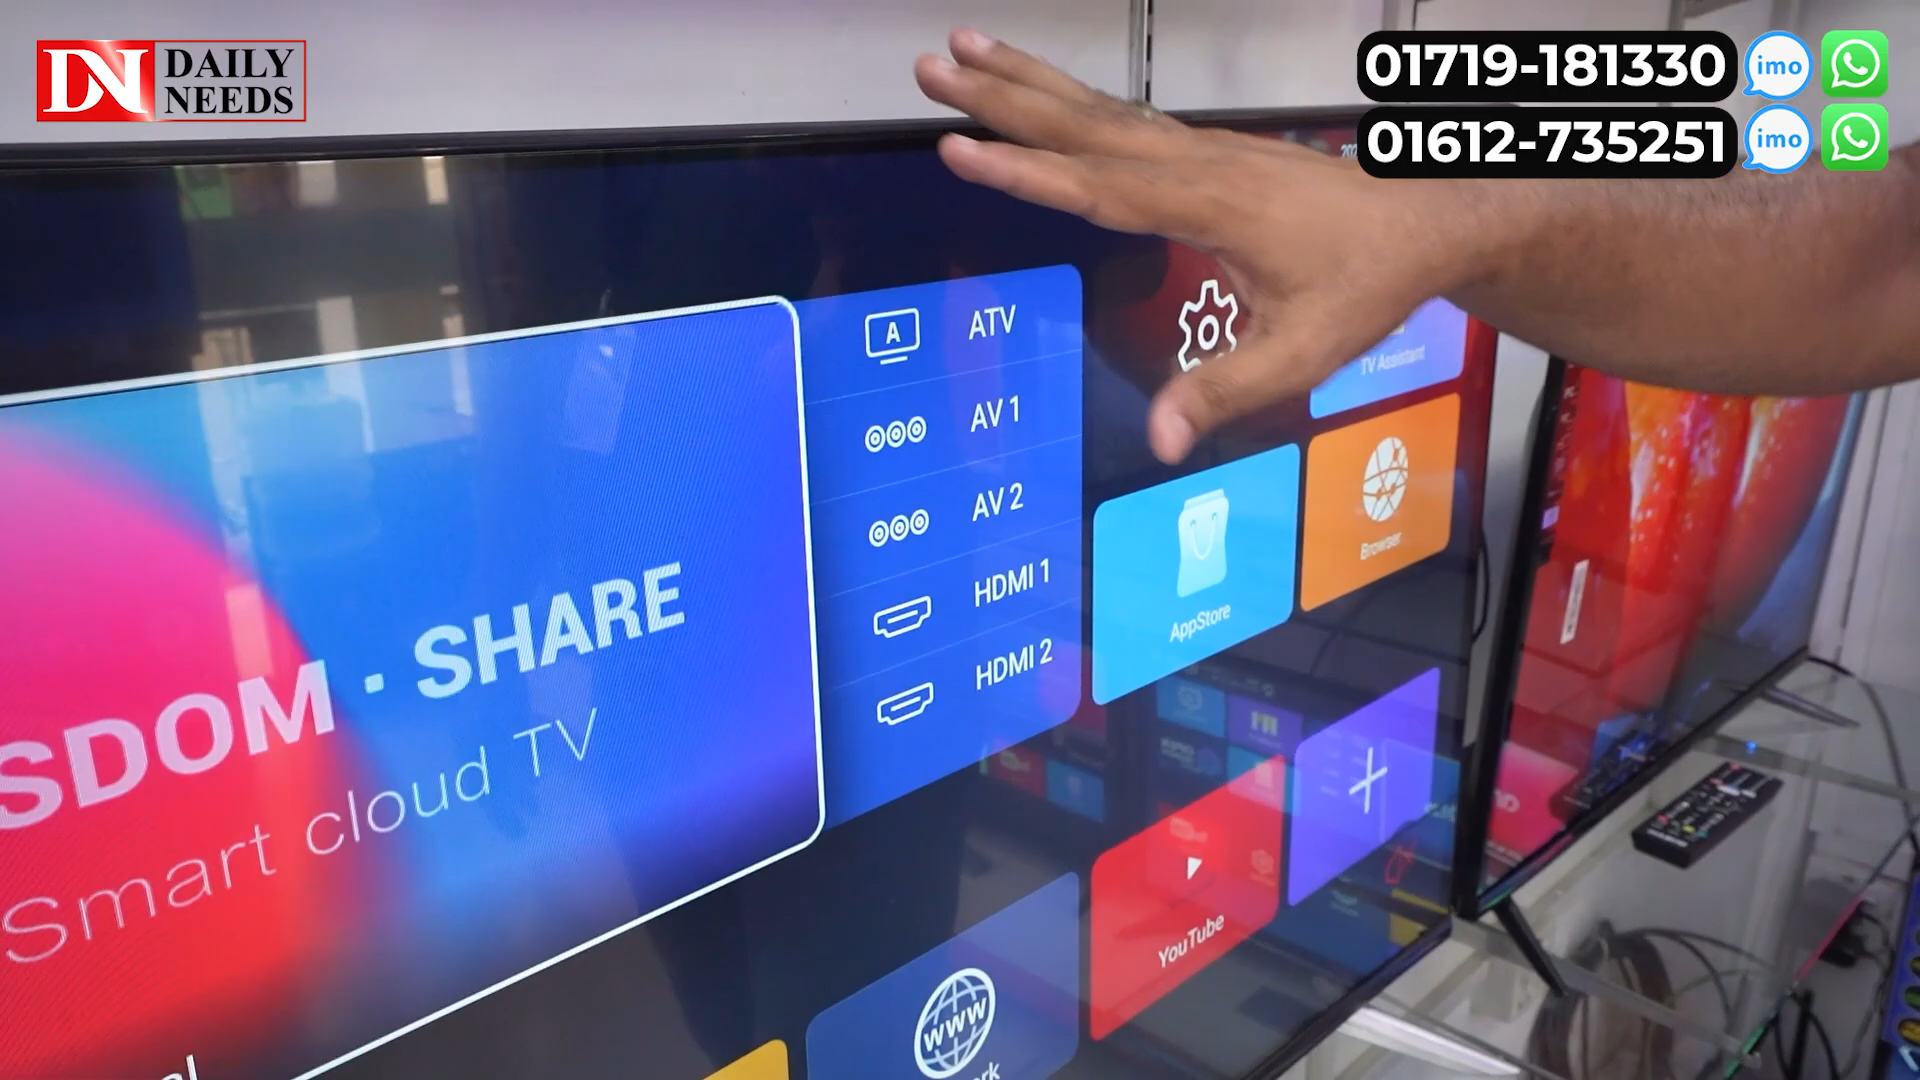 DN DAILY
NEEDS
01719-181330 imo
01612-735251 imo
ATV
AV 1
AV 2
HDMI 1
HDMI 2
TV Assistant
Browser
AppStore
SDOM · SHARE
Smart cloud TV
YouTube
www